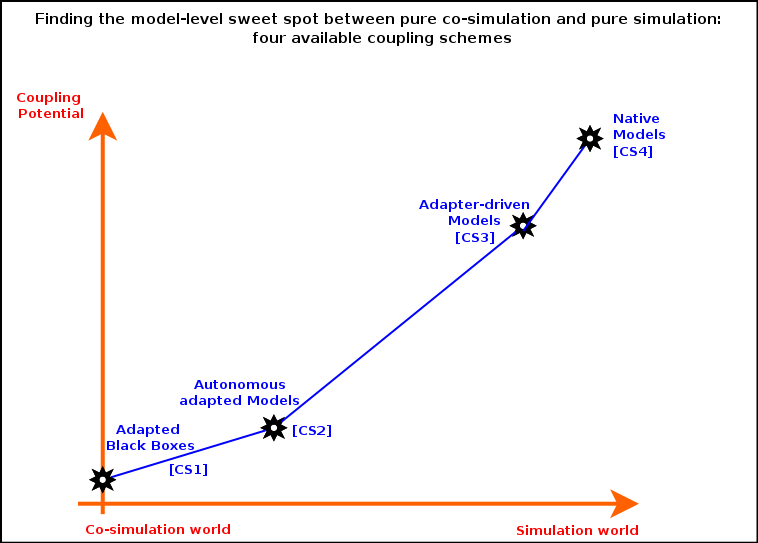 Finding the model-level sweet spot between pure co-simulation and pure simulation:
four available coupling schemes
Coupling
Potential
Native
Models
[CS4]
Adapter-driven
Models
[CS3]
Autonomous
adapted Models
[CS2]
Adapted
Black Boxes
[CS1]
Co-simulation world
Simulation world